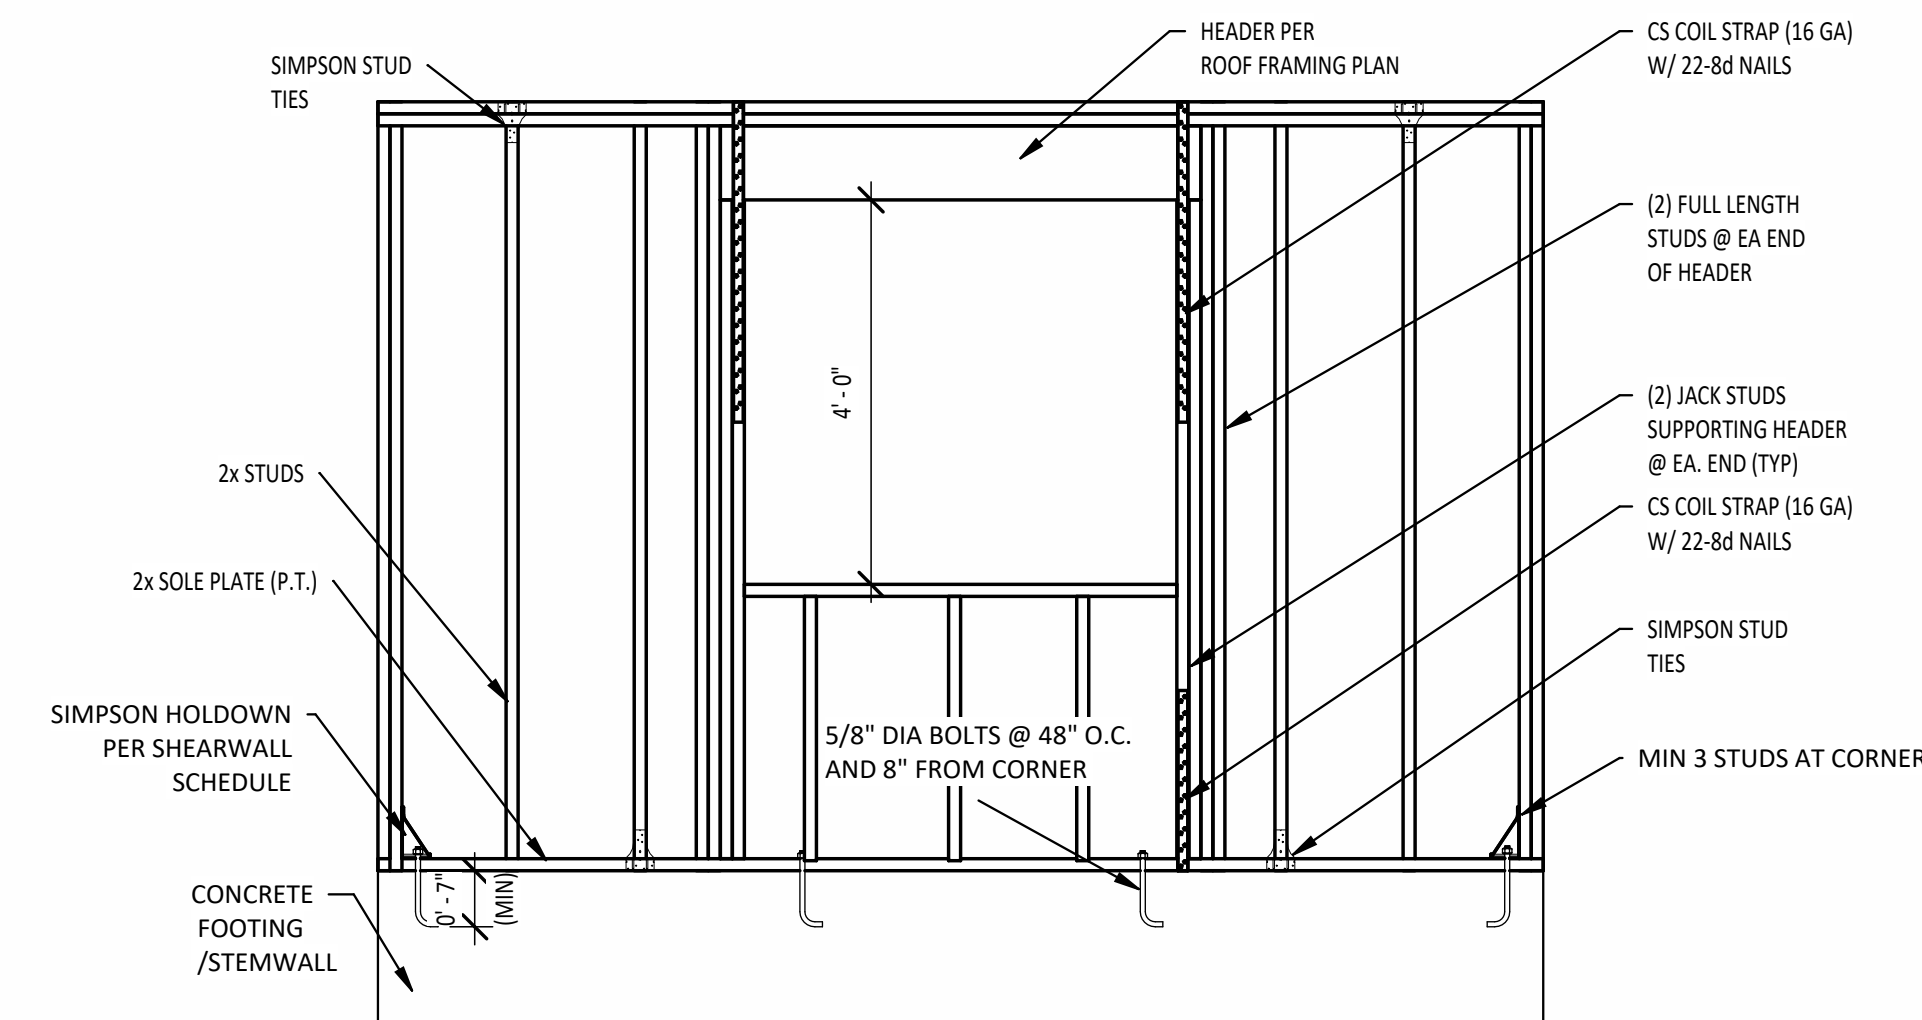 HEADER PER
ROOF FRAMING PLAN
CS COIL STRAP (16 GA)
W/ 22-8d NAILS
SIMPSON STUD
TIES
(2) FULL LENGTH
STUDS @ EA END
OF HEADER
4' - 0"
(2) JACK STUDS
SUPPORTING HEADER
@ EA. END (TYP)
2x STUDS
CS COIL STRAP (16 GA)
W/ 22-8d NAILS
2x SOLE PLATE (P.T.)
SIMPSON STUD
TIES
SIMPSON HOLDOWN
PER SHEARWALL
SCHEDULE
5/8" DIA BOLTS @ 48" O.C.
AND 8" FROM CORNER
MIN 3 STUDS AT CORNER
0' - 7"
(MIN)
CONCRETE
FOOTING
/STEMWALL